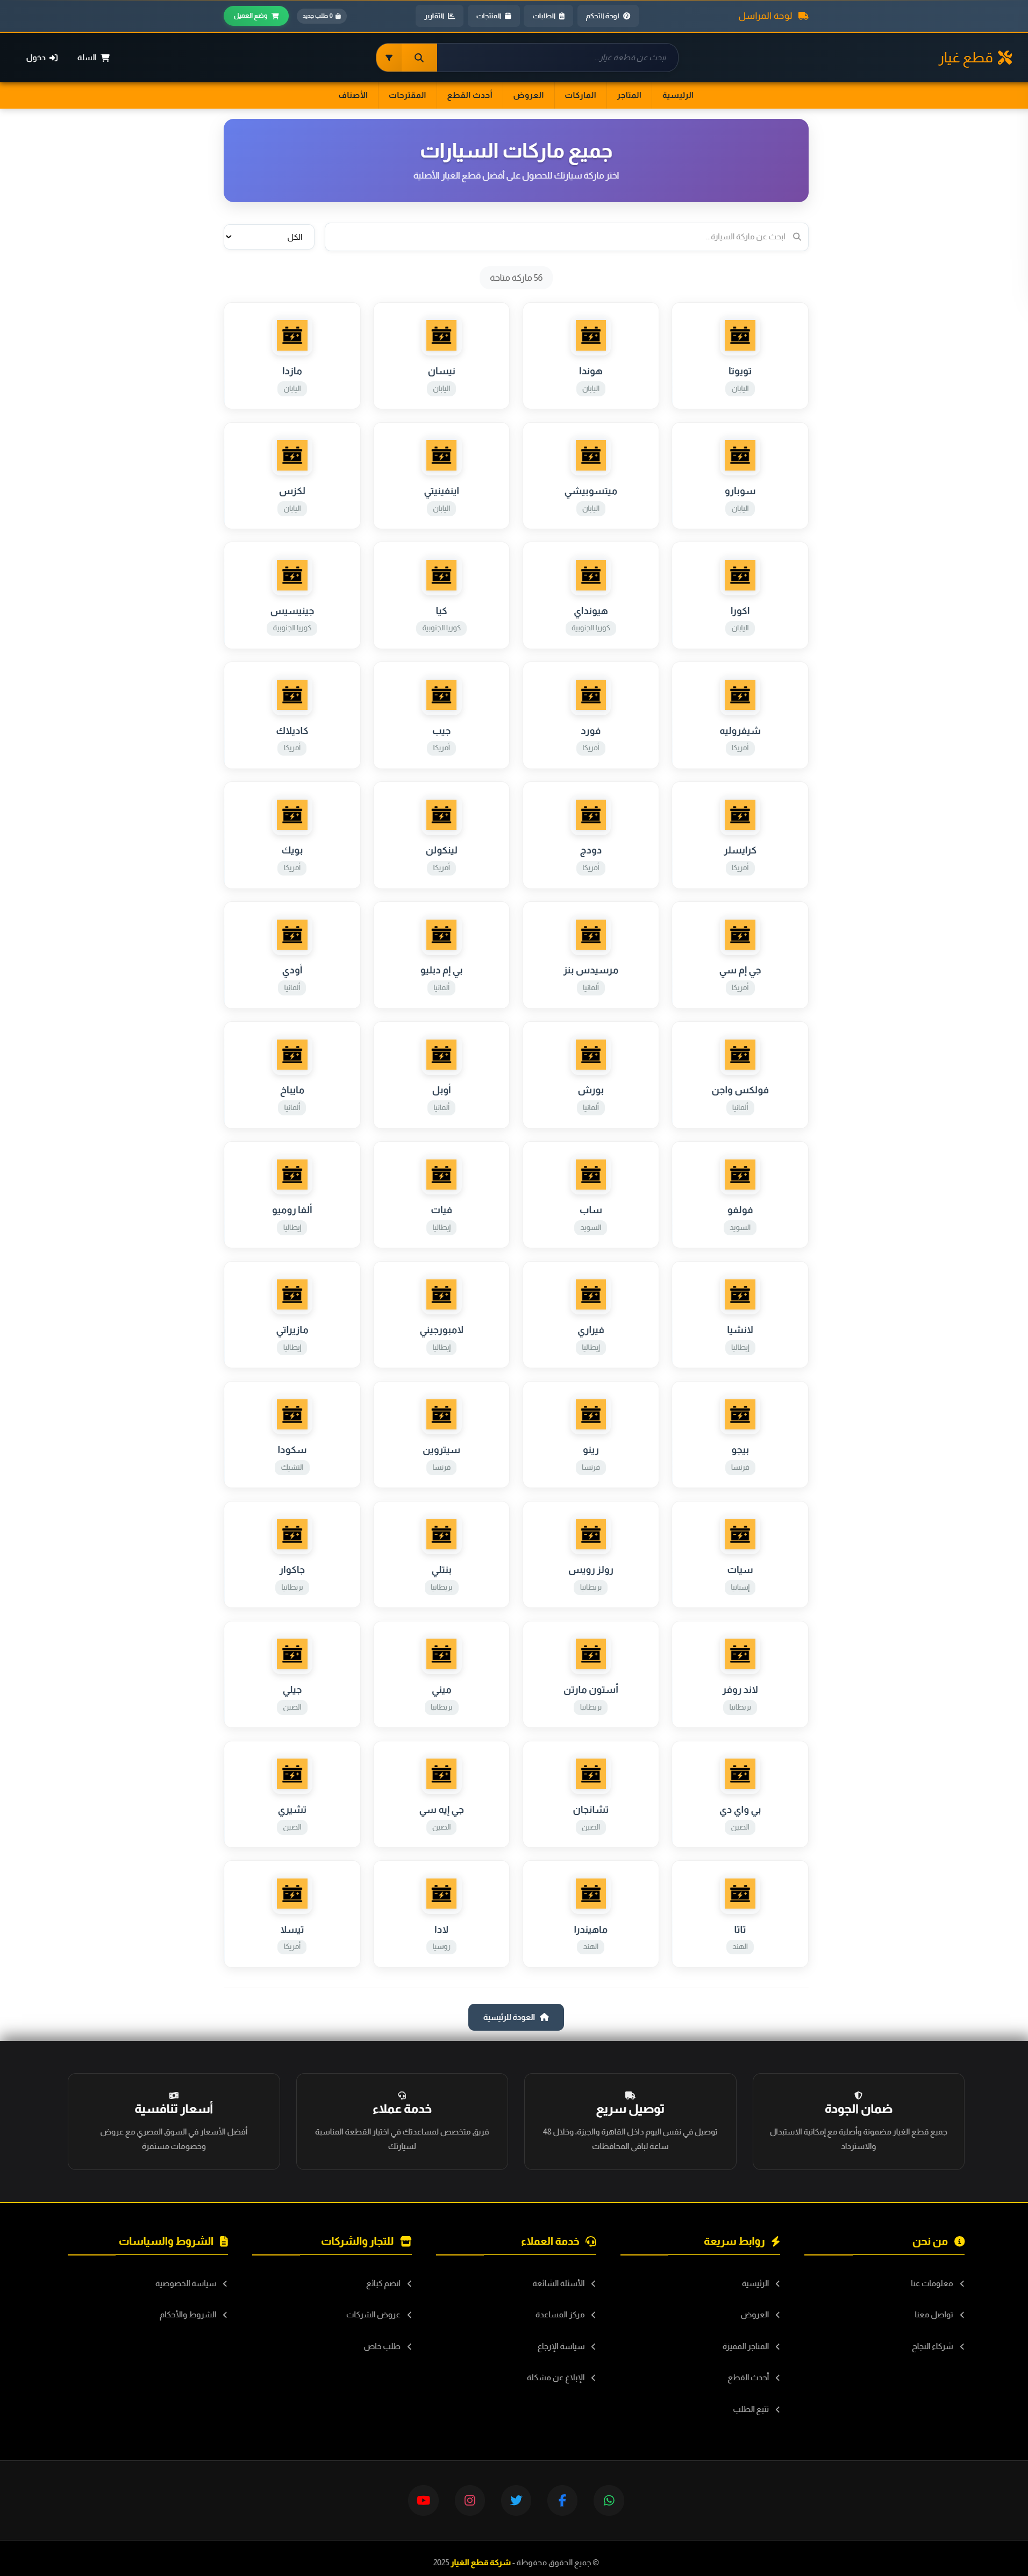 لوحة المراسل
لوحة التحكم
الطلبات
المنتجات
التقارير
0 طلب جديد
وضع العميل
قطع غيار
ابحث عن قطعة غيار...
السلة
دخول
الرئيسية
المتاجر
الماركات
العروض
أحدث القطع
المقترحات
الأصناف
جميع ماركات السيارات
اختر ماركة سيارتك للحصول على أفضل قطع الغيار الأصلية
ابحث عن ماركة السيارة...
الكل
56 ماركة متاحة
تويوتا
اليابان
هوندا
اليابان
نيسان
اليابان
مازدا
اليابان
سوبارو
اليابان
ميتسوبيشي
اليابان
اينفينيتي
اليابان
لكزس
اليابان
اكورا
اليابان
هيونداي
كوريا الجنوبية
كيا
كوريا الجنوبية
جينيسيس
كوريا الجنوبية
شيفروليه
أمريكا
فورد
أمريكا
جيب
أمريكا
كاديلاك
أمريكا
كرايسلر
أمريكا
دودج
أمريكا
لينكولن
أمريكا
بويك
أمريكا
جي إم سي
أمريكا
مرسيدس بنز
ألمانيا
بي إم دبليو
ألمانيا
أودي
ألمانيا
فولكس واجن
ألمانيا
بورش
ألمانيا
أوبل
ألمانيا
مايباخ
ألمانيا
فولفو
السويد
ساب
السويد
فيات
إيطاليا
ألفا روميو
إيطاليا
لانشيا
إيطاليا
فيراري
إيطاليا
لامبورجيني
إيطاليا
مازيراتي
إيطاليا
بيجو
فرنسا
رينو
فرنسا
سيتروين
فرنسا
سكودا
التشيك
سيات
إسبانيا
رولز رويس
بريطانيا
بنتلي
بريطانيا
جاكوار
بريطانيا
لاند روفر
بريطانيا
أستون مارتن
بريطانيا
ميني
بريطانيا
جيلي
الصين
بي واي دي
الصين
تشانجان
الصين
جي إيه سي
الصين
تشيري
الصين
تاتا
الهند
ماهيندرا
الهند
لادا
روسيا
تيسلا
أمريكا
العودة للرئيسية
ضمان الجودة
جميع قطع الغيار مضمونة وأصلية مع إمكانية الاستبدال
والاسترداد
توصيل سريع
توصيل في نفس اليوم داخل القاهرة والجيزة، وخلال 48
ساعة لباقي المحافظات
خدمة عملاء
فريق متخصص لمساعدتك في اختيار القطعة المناسبة
لسيارتك
أسعار تنافسية
أفضل الأسعار في السوق المصري مع عروض
وخصومات مستمرة
من نحن
معلومات عنا
تواصل معنا
شركاء النجاح
روابط سريعة
الرئيسية
العروض
المتاجر المميزة
أحدث القطع
تتبع الطلب
خدمة العملاء
الأسئلة الشائعة
مركز المساعدة
سياسة الإرجاع
الإبلاغ عن مشكلة
للتجار والشركات
انضم كبائع
عروض الشركات
طلب خاص
الشروط والسياسات
سياسة الخصوصية
الشروط والأحكام
© جميع الحقوق محفوظة - شركة قطع الغيار 2025